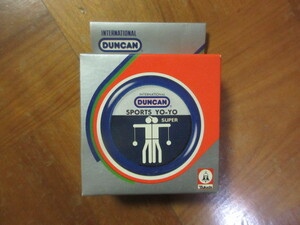 INTERNATIONAL
DUNCAN
INTERNATIONAL
DUNCAN
SPORTS YO-YO
SUPER